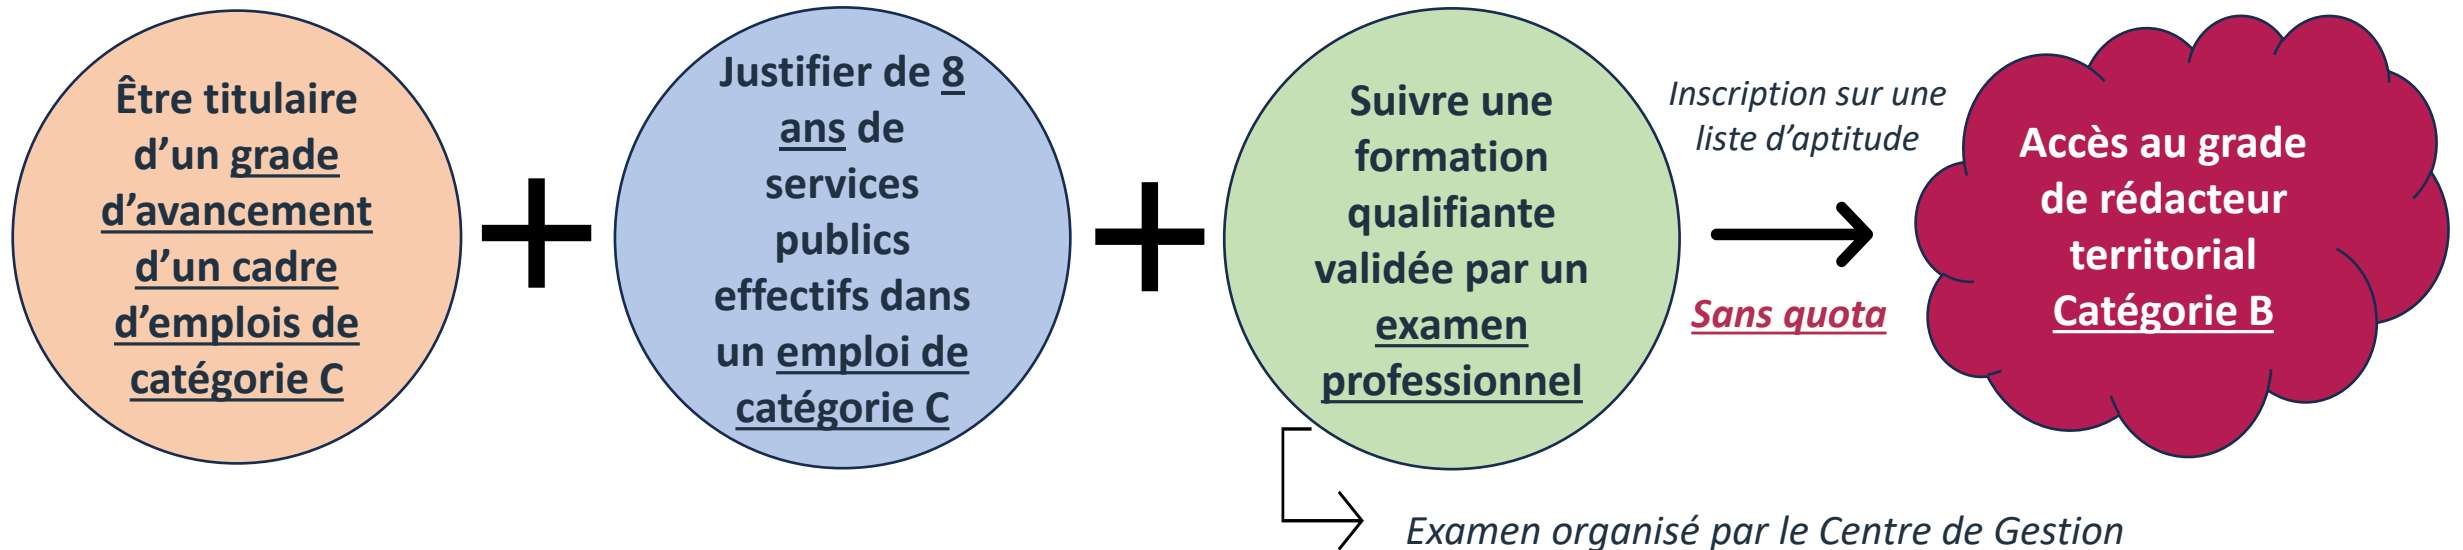 Être titulaire
d’un grade
d’avancement
d’un cadre
d’emplois de
catégorie C
Justifier de 8
ans de
services
publics
effectifs dans
un emploi de
catégorie C
Suivre une
formation
qualifiante
validée par un
examen
professionnel
Inscription sur une
liste d’aptitude
Sans quota
Accès au grade
de rédacteur
territorial
Catégorie B
Examen organisé par le Centre de Gestion